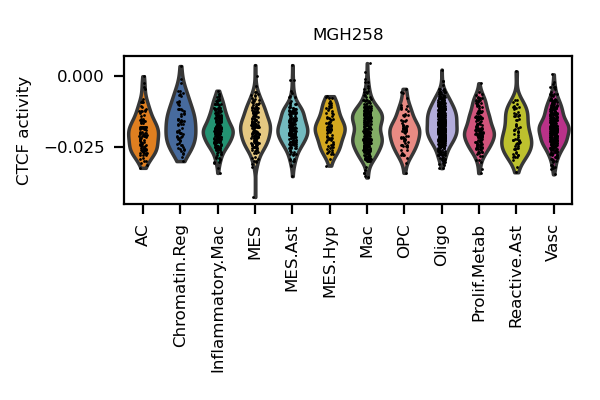 MGH258
CTCF activity
0.000
−0.025
AC
Chromatin.Reg
Inflammatory.Mac
MES
MES.Ast
MES.Hyp
Mac
OPC
Oligo
Prolif.Metab
Reactive.Ast
Vasc